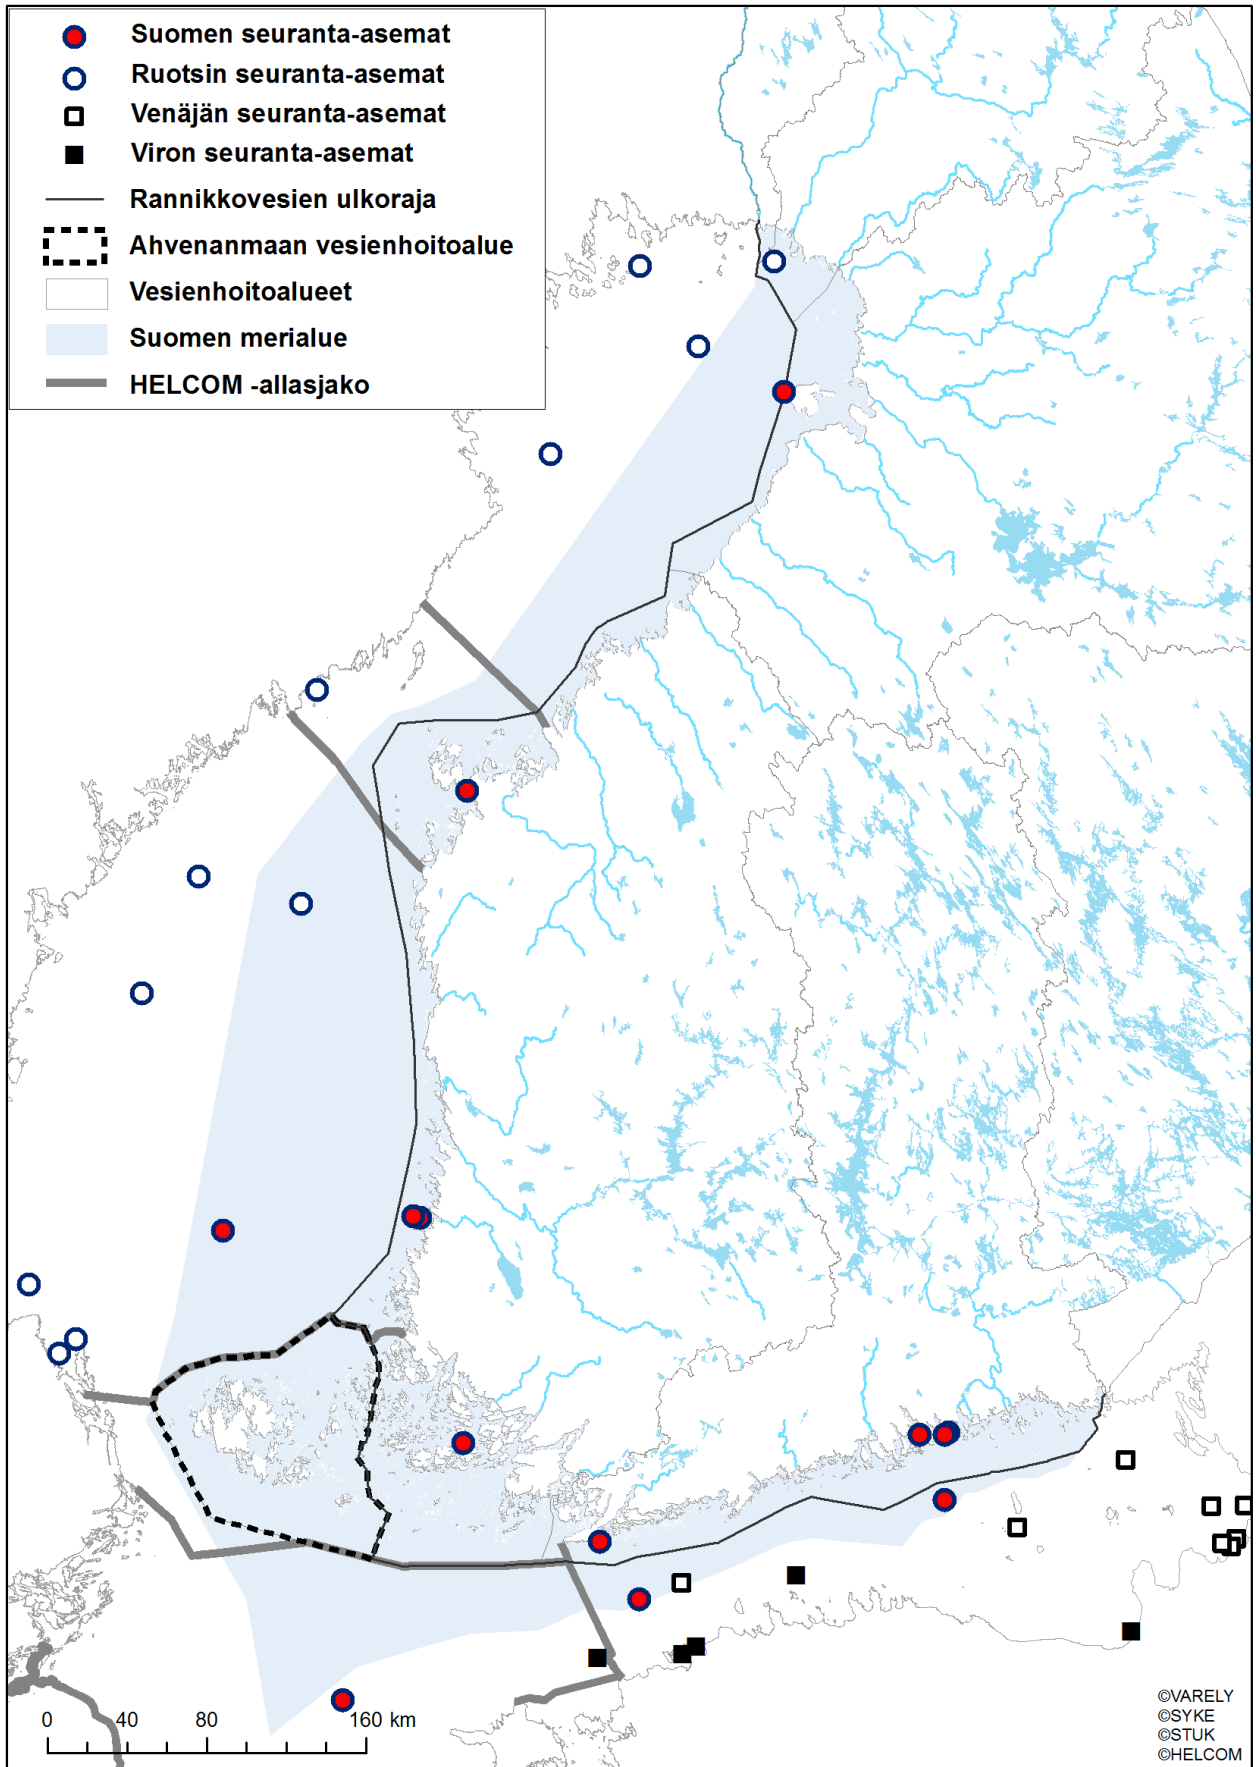 Suomen seuranta-asemat
Ruotsin seuranta-asemat
Venäjän seuranta-asemat
Viron seuranta-asemat
Rannikkovesien ulkoraja
Ahvenanmaan vesienhoitoalue
Vesienhoitoalueet
Suomen merialue
HELCOM -allasjako
0 40 80 160 km
©VARELY
©SYKE
©STUK
©HELCOM